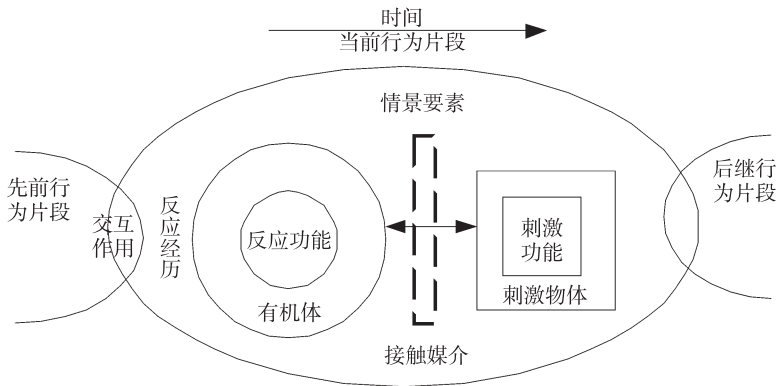 时间
当前行为片段
情景要素
先前行
为片段
交互
作用
反应经历
反应功能
有机体
刺激
功能
刺激物体
接触媒介
后继行
为片段